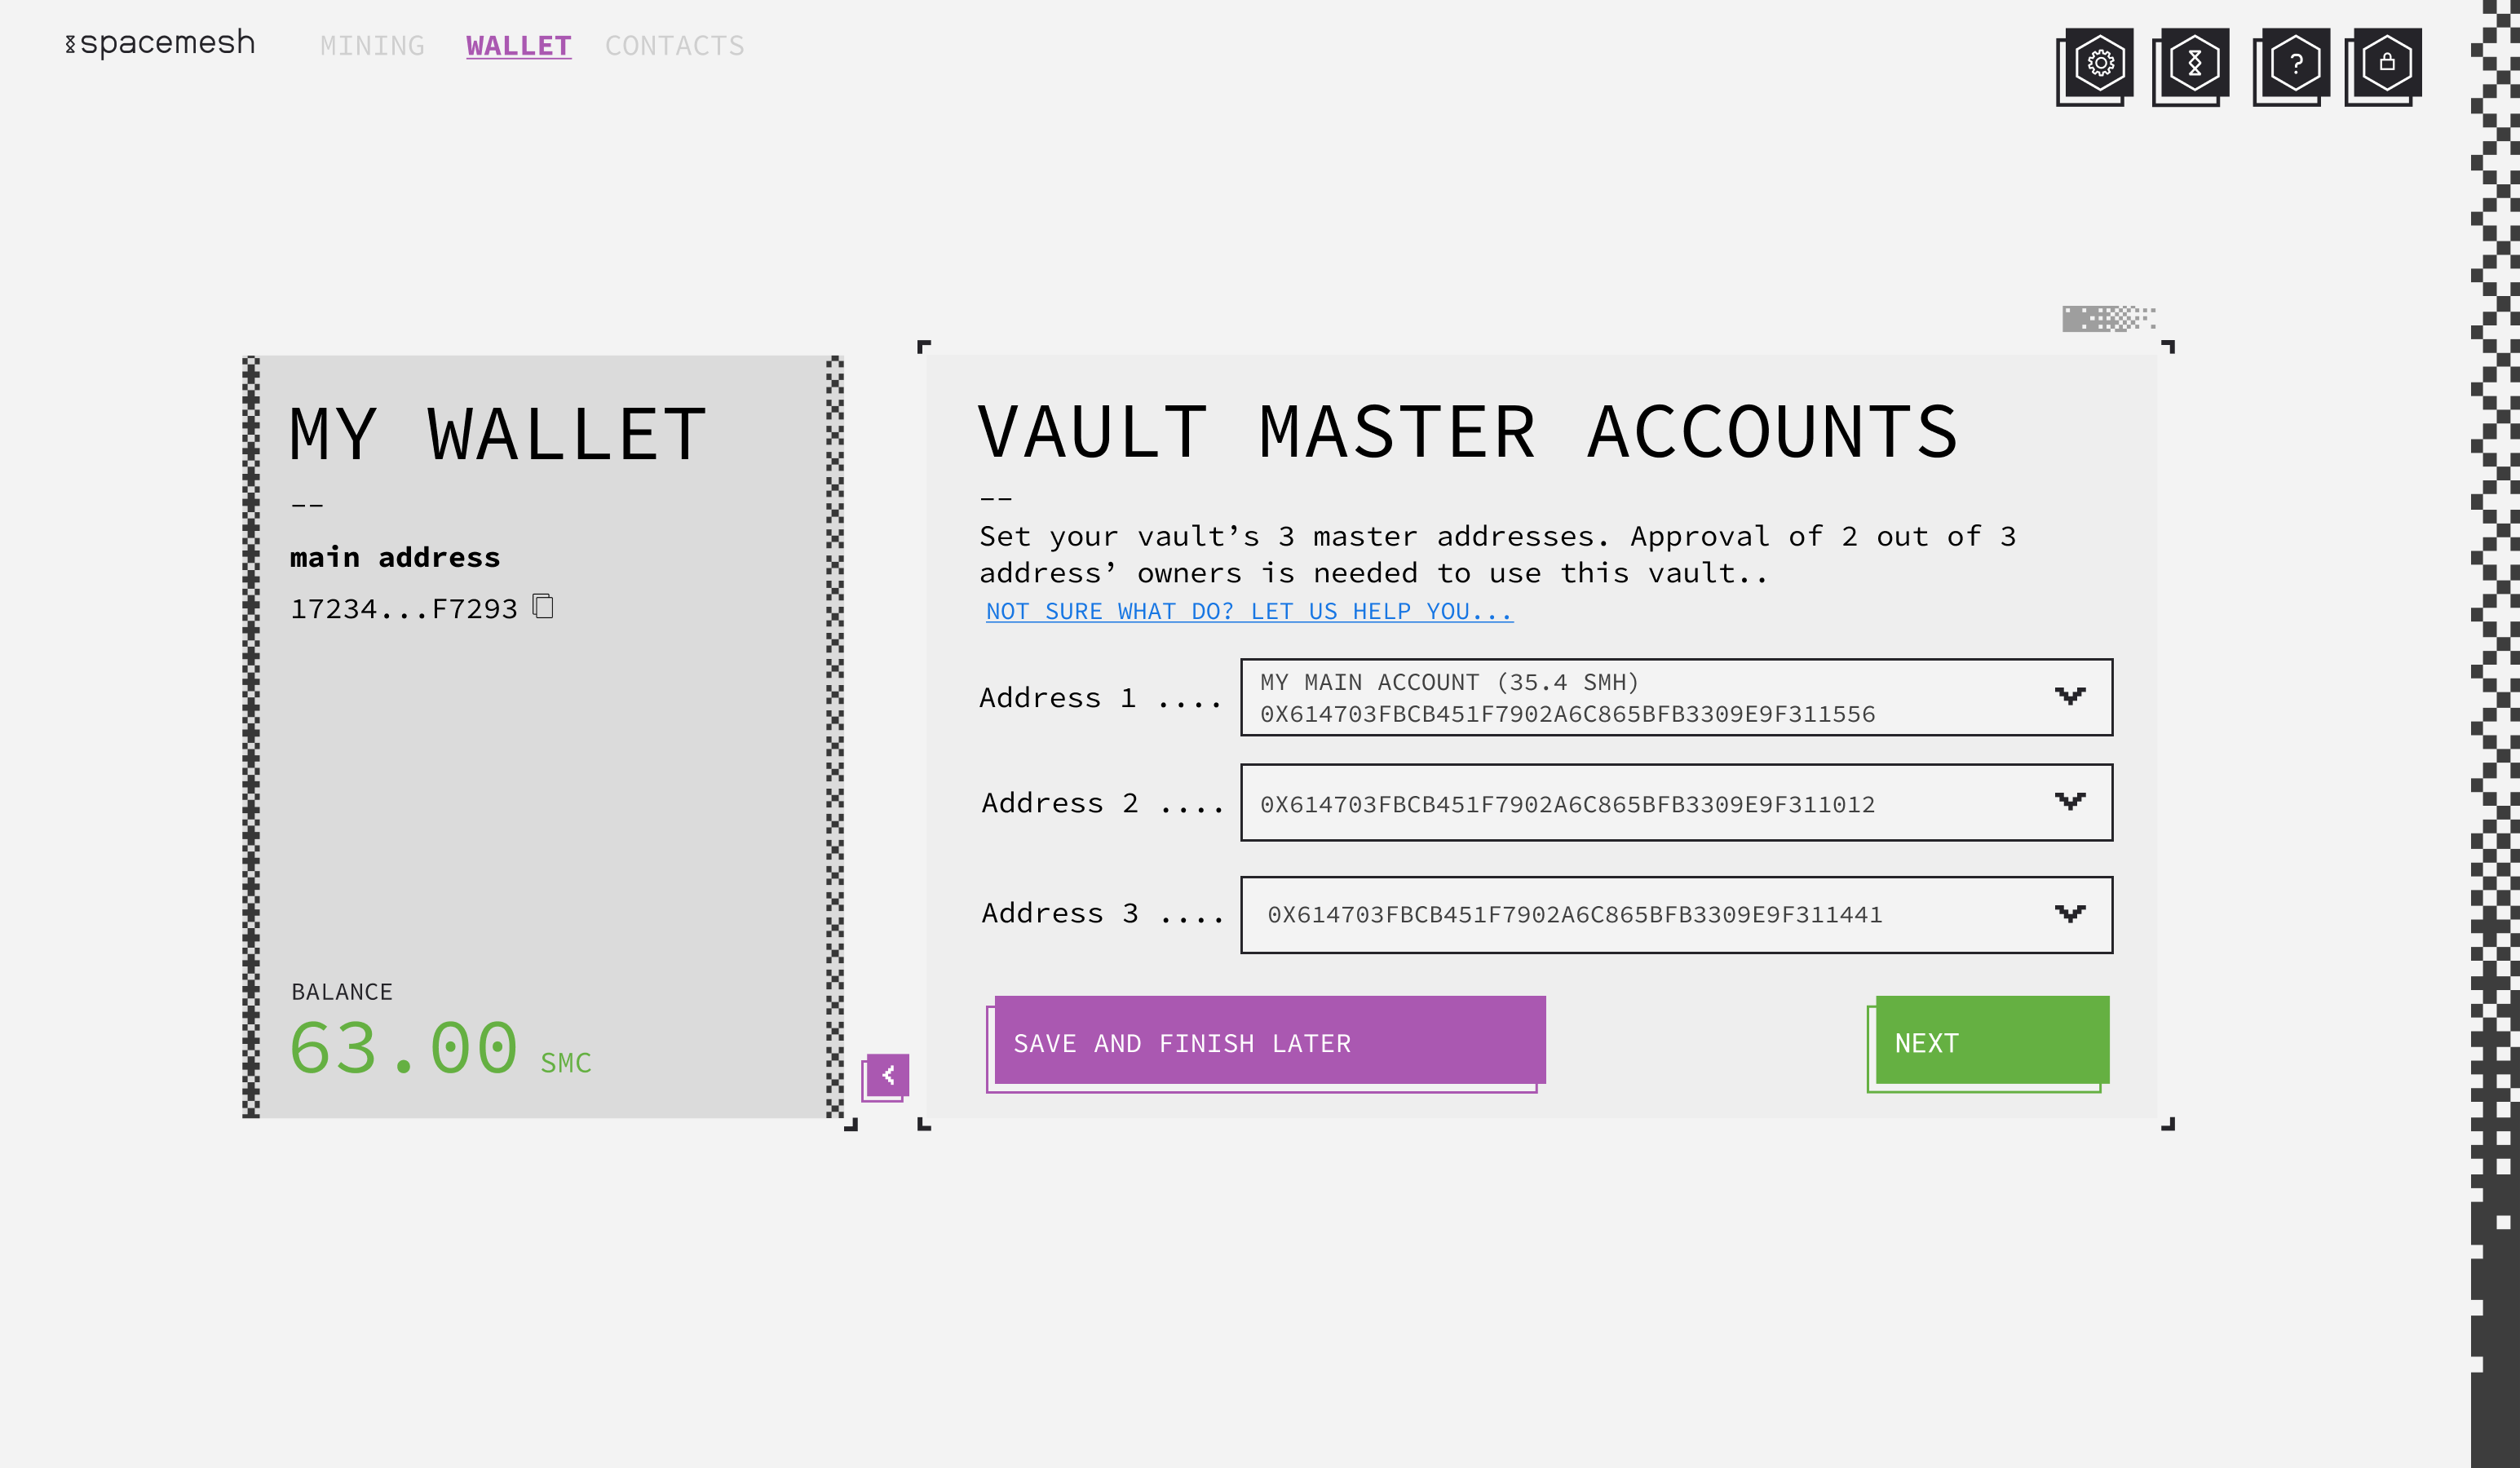 spacemesh
MINING WALLET CONTACTS
?
MY WALLET
--
main address
17234...F7293
BALANCE
63.00 SMC
VAULT MASTER ACCOUNTS
--
Set your vault’s 3 master addresses. Approval of 2 out of 3
address’ owners is needed to use this vault..
NOT SURE WHAT DO? LET US HELP YOU...
Address 1 ....
MY MAIN ACCOUNT (35.4 SMH)
0X614703FBCB451F7902A6C865BFB3309E9F311556
Address 2 ....
0X614703FBCB451F7902A6C865BFB3309E9F311012
Address 3 ....
0X614703FBCB451F7902A6C865BFB3309E9F311441
SAVE AND FINISH LATER
NEXT